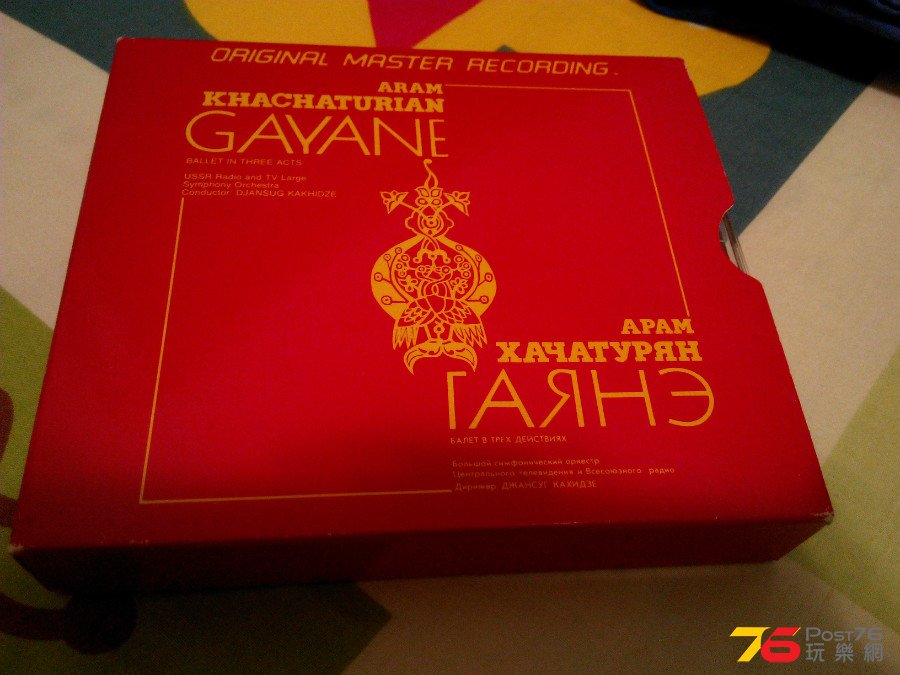 ORIGINAL MASTER RECORDING.
ARAM
KHACHATURIAN
GAYANE
BALLET IN THREE ACTS
USSR Radio and TV Large
Symphony Orchestra
Conductor: DJANSUG KAKHIDZE
АРАМ
ХАЧАТУРЯН
ГАЯНЭ
БАЛЕТ В ТРЕХ ДЕЙСТВИЯХ
Большой симфонический оркестр
Центрального телевидения и Всесоюзного радио
Дирижер ДЖАНСУГ КАХИДЗЕ
76 Post76
玩樂網